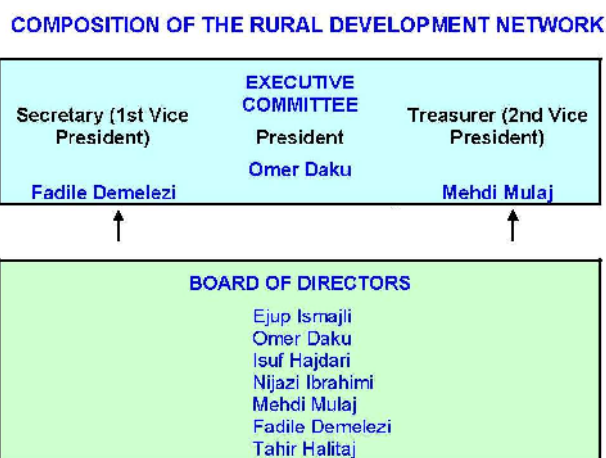 COMPOSITION OF THE RURAL DEVELOPMENT NETWORK
EXECUTIVE
COMMITTEE
Secretary (1st Vice
President)
Fadile Demelezi
President
Omer Daku
Treasurer (2nd Vice
President)
Mehdi Mulaj
BOARD OF DIRECTORS
Ejup Ismajli
Omer Daku
Isuf Hajdari
Nijazi Ibrahimi
Mehdi Mulaj
Fadile Demelezi
Tahir Halitaj